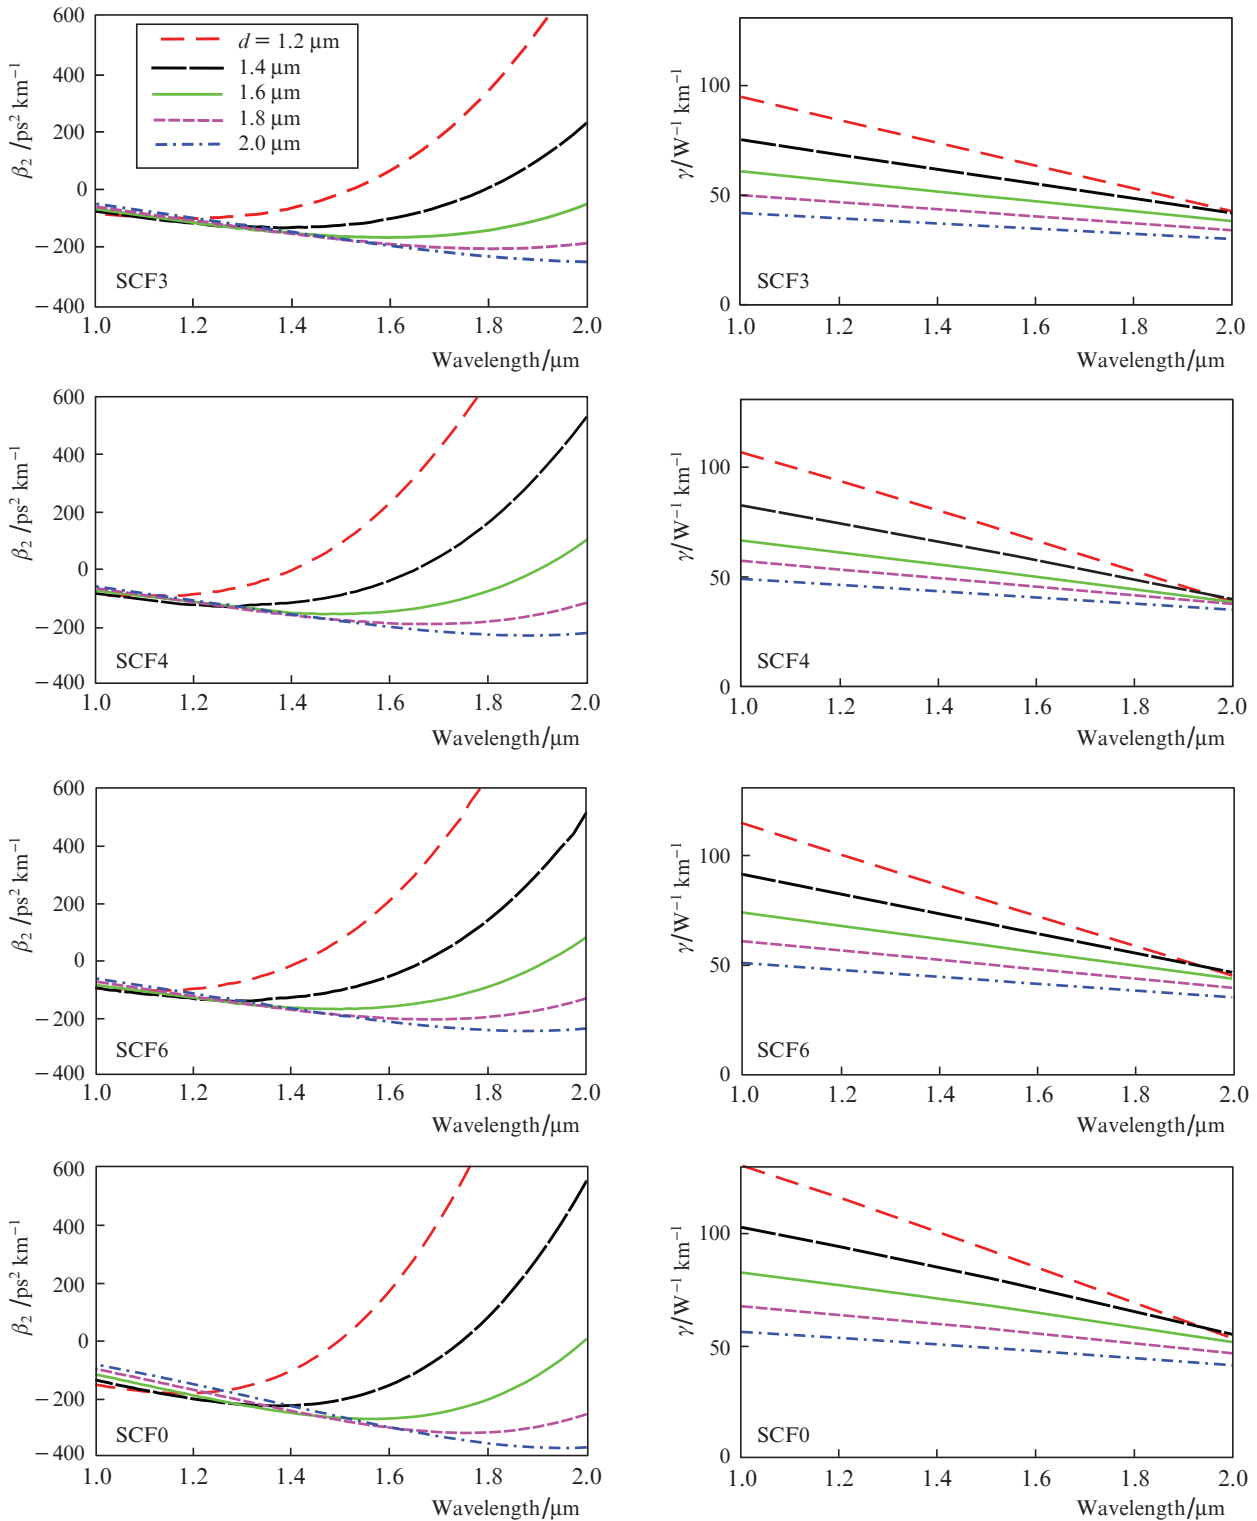 600
400
200
0
−200
−400
β2 /ps² km⁻¹
d = 1.2 μm
1.4 μm
1.6 μm
1.8 μm
2.0 μm
SCF3
1.0 1.2 1.4 1.6 1.8 2.0
Wavelength/μm
100
50
0
γ/W⁻¹ km⁻¹
SCF3
1.0 1.2 1.4 1.6 1.8 2.0
Wavelength/μm
600
400
200
0
−200
−400
β2 /ps² km⁻¹
SCF4
1.0 1.2 1.4 1.6 1.8 2.0
Wavelength/μm
100
50
0
γ/W⁻¹ km⁻¹
SCF4
1.0 1.2 1.4 1.6 1.8 2.0
Wavelength/μm
600
400
200
0
−200
−400
β2 /ps² km⁻¹
SCF6
1.0 1.2 1.4 1.6 1.8 2.0
Wavelength/μm
100
50
0
γ/W⁻¹ km⁻¹
SCF6
1.0 1.2 1.4 1.6 1.8 2.0
Wavelength/μm
600
400
200
0
−200
−400
β2 /ps² km⁻¹
SCF0
1.0 1.2 1.4 1.6 1.8 2.0
Wavelength/μm
100
50
0
γ/W⁻¹ km⁻¹
SCF0
1.0 1.2 1.4 1.6 1.8 2.0
Wavelength/μm